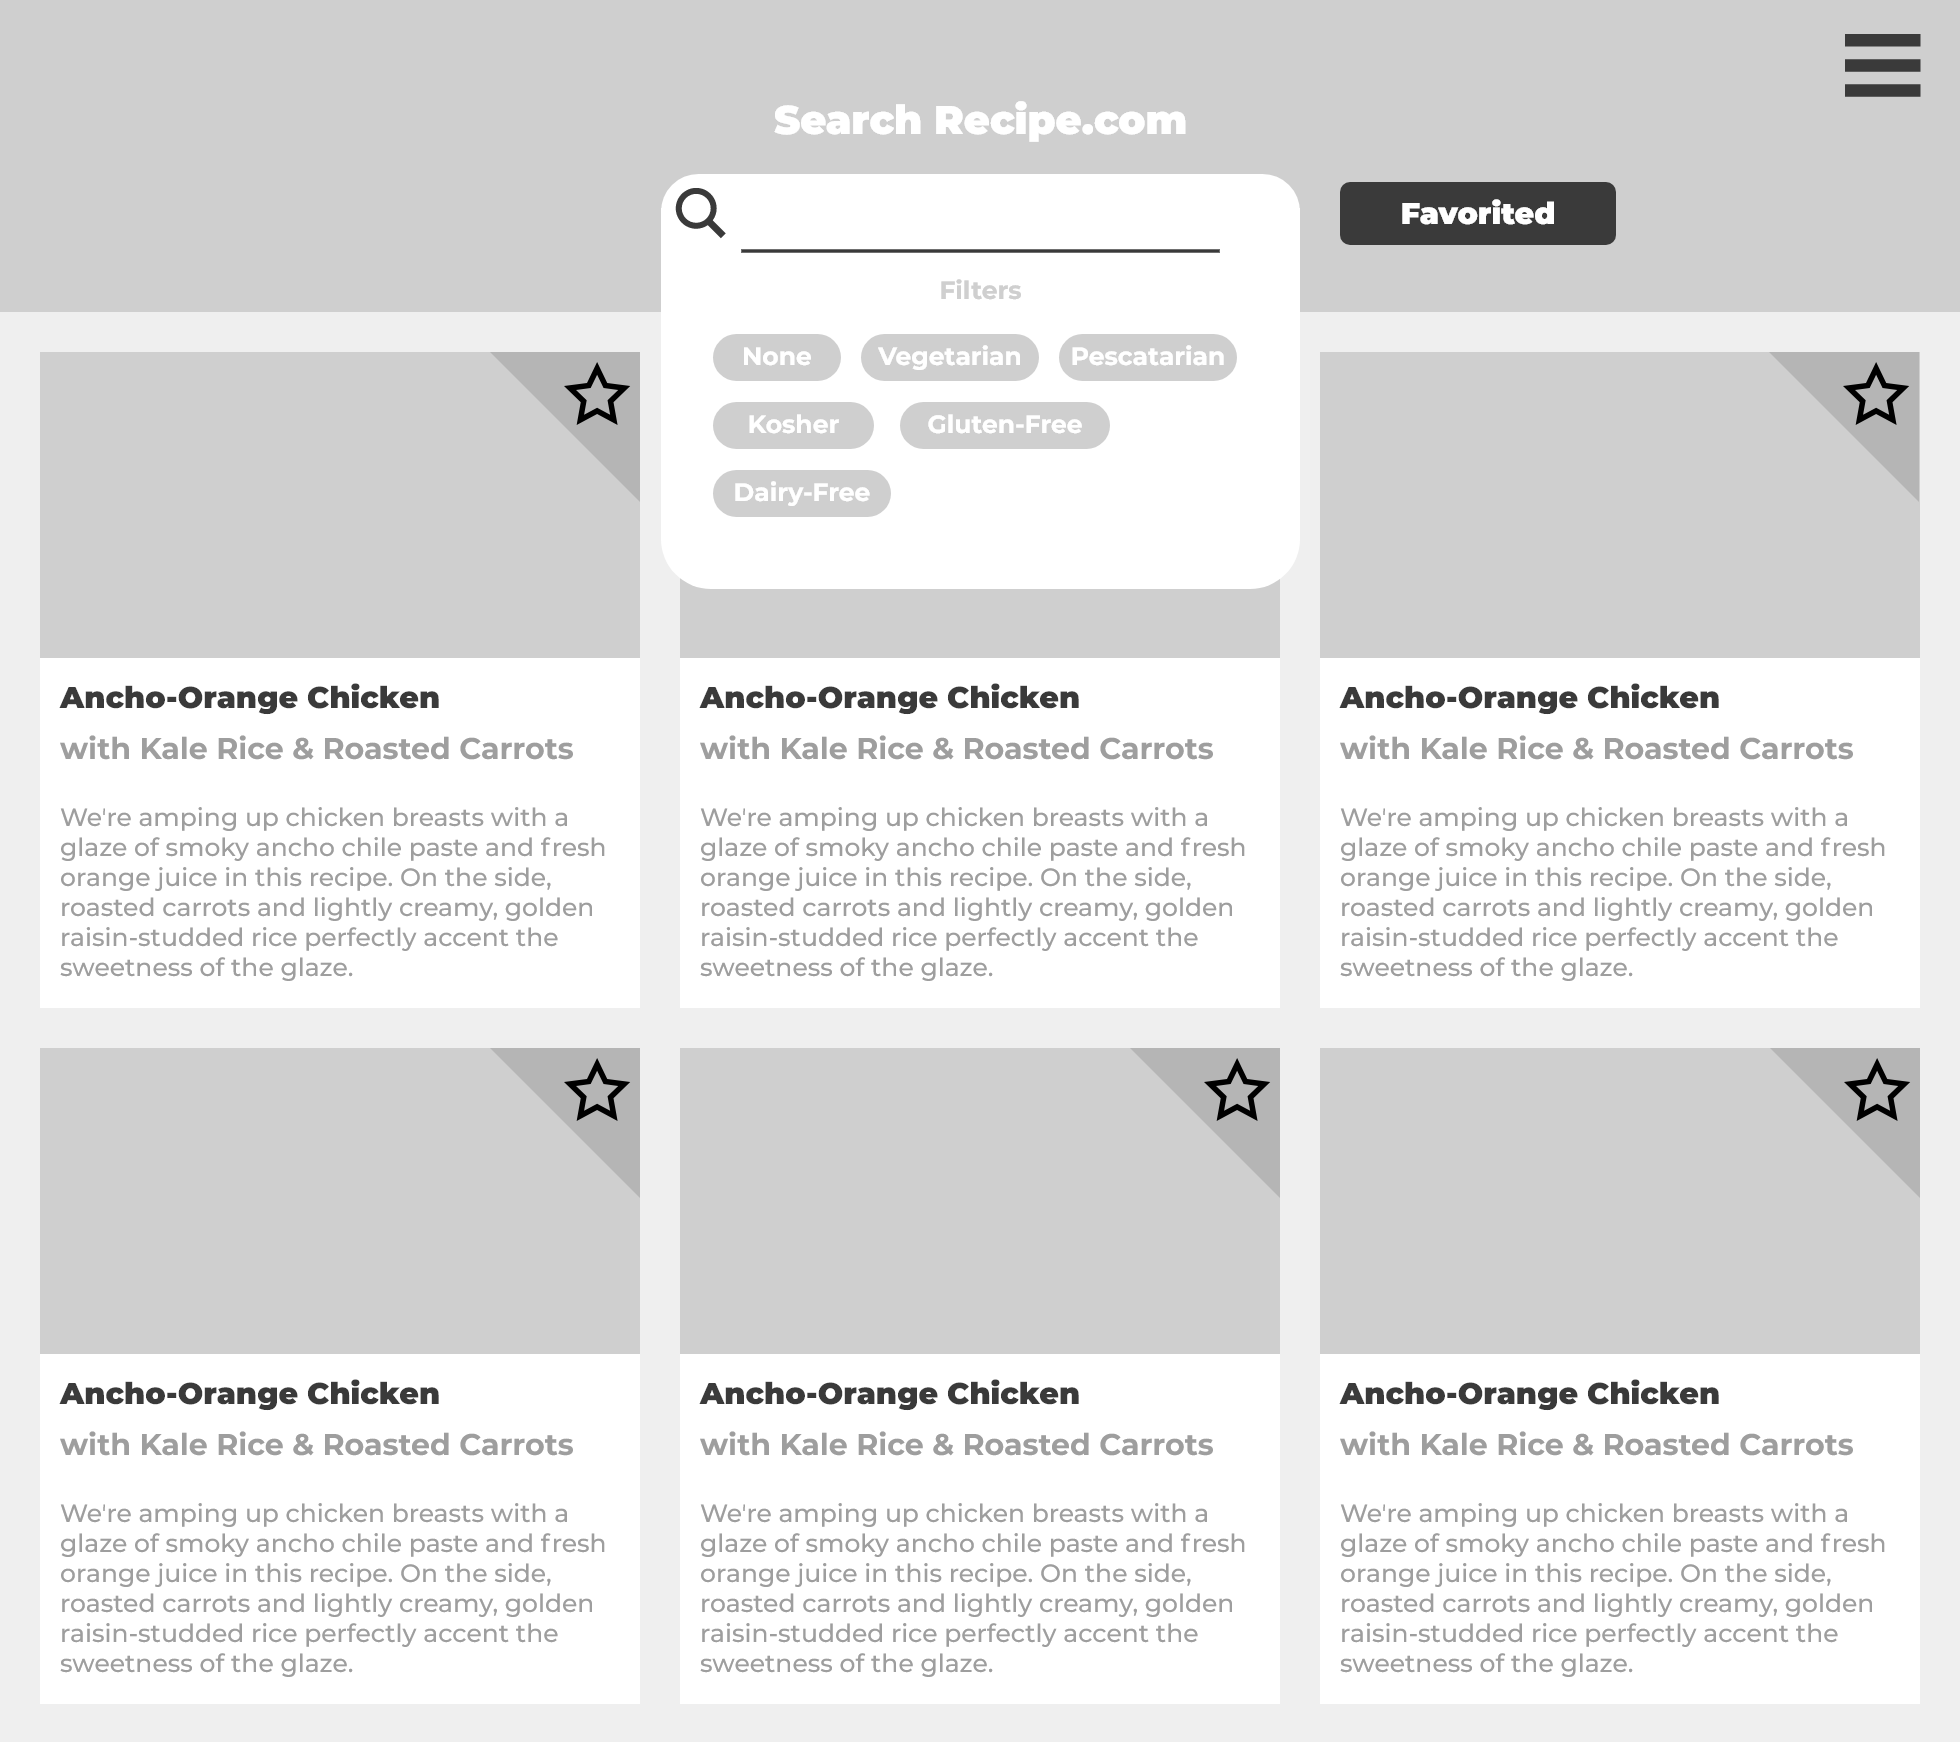 Search Recipe.com
Favorited
Filters
None Vegetarian Pescatarian
Kosher Gluten-Free
Dairy-Free
Ancho-Orange Chicken
with Kale Rice & Roasted Carrots
We're amping up chicken breasts with a
glaze of smoky ancho chile paste and fresh
orange juice in this recipe. On the side,
roasted carrots and lightly creamy, golden
raisin-studded rice perfectly accent the
sweetness of the glaze.
Ancho-Orange Chicken
with Kale Rice & Roasted Carrots
We're amping up chicken breasts with a
glaze of smoky ancho chile paste and fresh
orange juice in this recipe. On the side,
roasted carrots and lightly creamy, golden
raisin-studded rice perfectly accent the
sweetness of the glaze.
Ancho-Orange Chicken
with Kale Rice & Roasted Carrots
We're amping up chicken breasts with a
glaze of smoky ancho chile paste and fresh
orange juice in this recipe. On the side,
roasted carrots and lightly creamy, golden
raisin-studded rice perfectly accent the
sweetness of the glaze.
Ancho-Orange Chicken
with Kale Rice & Roasted Carrots
We're amping up chicken breasts with a
glaze of smoky ancho chile paste and fresh
orange juice in this recipe. On the side,
roasted carrots and lightly creamy, golden
raisin-studded rice perfectly accent the
sweetness of the glaze.
Ancho-Orange Chicken
with Kale Rice & Roasted Carrots
We're amping up chicken breasts with a
glaze of smoky ancho chile paste and fresh
orange juice in this recipe. On the side,
roasted carrots and lightly creamy, golden
raisin-studded rice perfectly accent the
sweetness of the glaze.
Ancho-Orange Chicken
with Kale Rice & Roasted Carrots
We're amping up chicken breasts with a
glaze of smoky ancho chile paste and fresh
orange juice in this recipe. On the side,
roasted carrots and lightly creamy, golden
raisin-studded rice perfectly accent the
sweetness of the glaze.